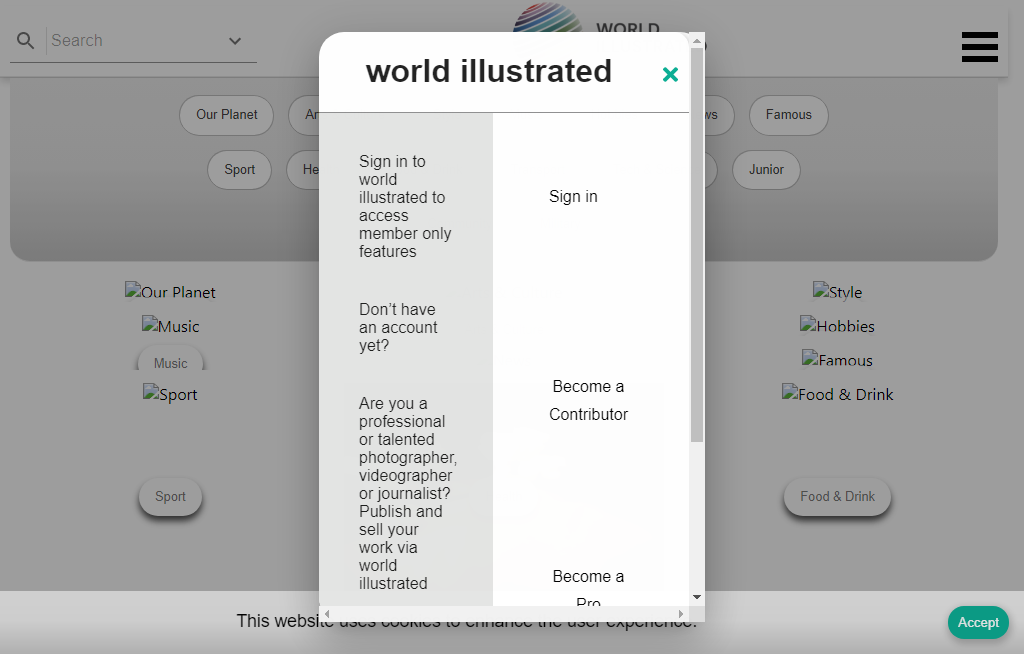 Search
WORLD
world illustrated
Our Planet
Famous
Sport
Junior
Sign in to
world
illustrated to
access
member only
features
Sign in
Don’t have
an account
yet?
Become a
Contributor
Are you a
professional
or talented
photographer,
videographer
or journalist?
Publish and
sell your
work via
world
illustrated
Become a
Pro
Our Planet
Music
Music
Sport
Sport
Style
Hobbies
Famous
Food & Drink
Food & Drink
This website uses cookies to enhance the user experience.
Accept